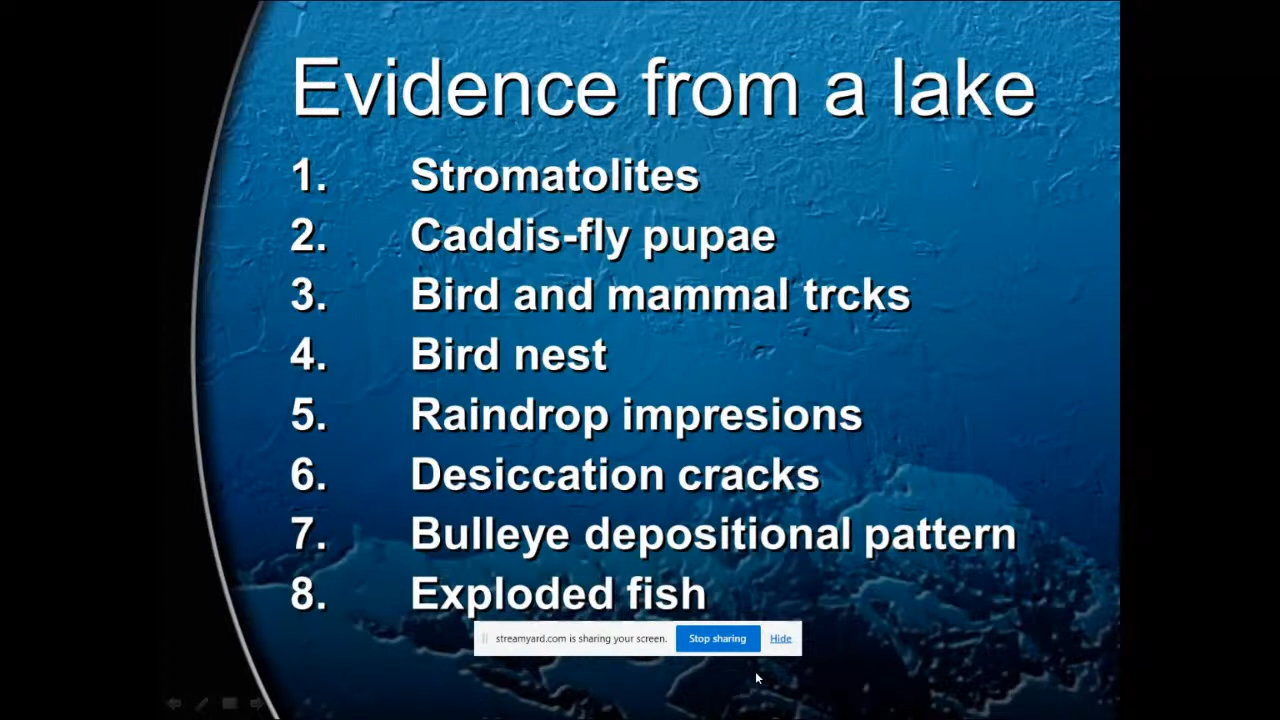 Evidence from a lake
1. Stromatolites
2. Caddis-fly pupae
3. Bird and mammal trcks
4. Bird nest
5. Raindrop impresions
6. Desiccation cracks
7. Bulleye depositional pattern
8. Exploded fish
streamyard.com is sharing your screen. Stop sharing Hide